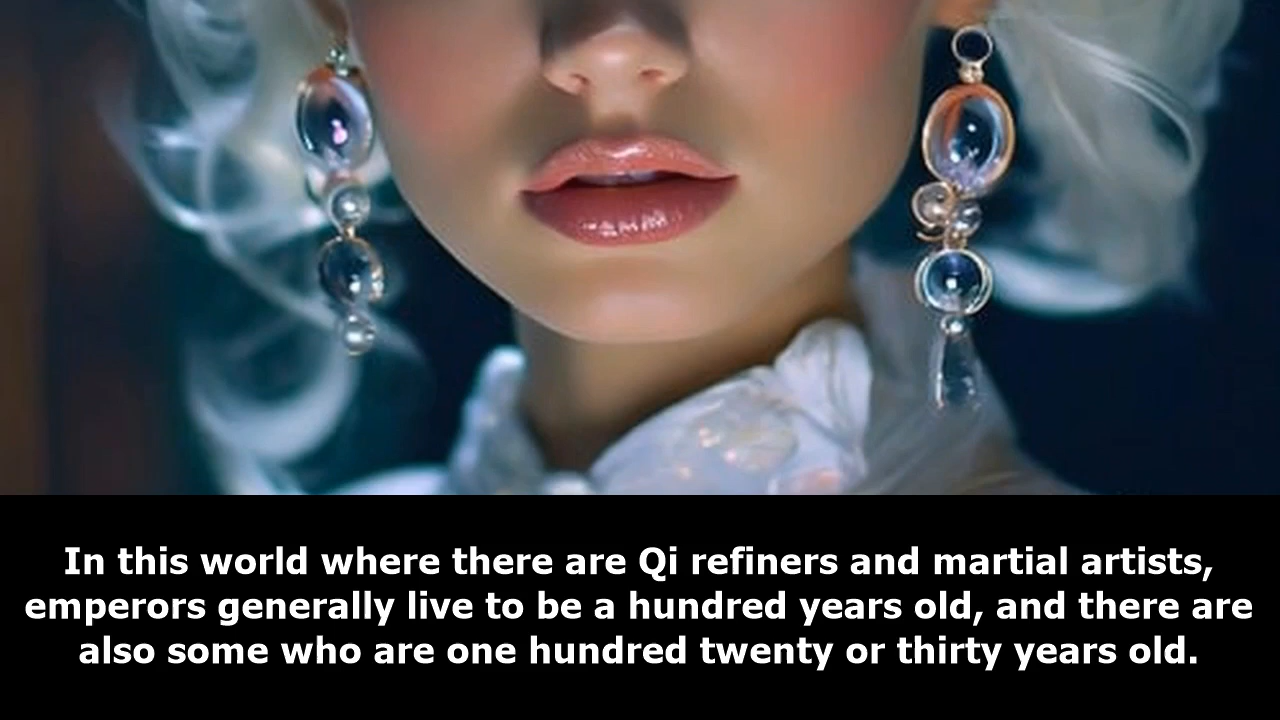 In this world where there are Qi refiners and martial artists,
emperors generally live to be a hundred years old, and there are
also some who are one hundred twenty or thirty years old.